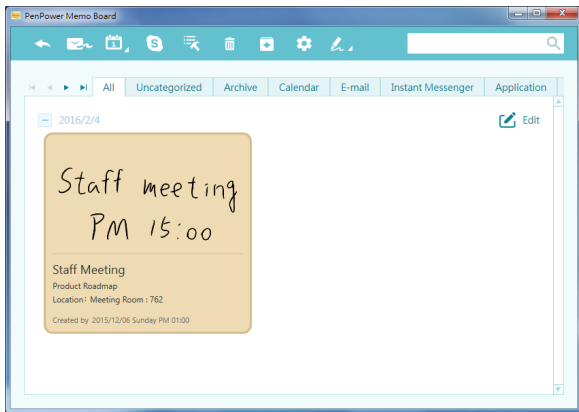 PenPower Memo Board
1
S
All Uncategorized Archive Calendar E-mail Instant Messenger Application
2016/2/4
Edit
Staff meeting
PM 15:00
Staff Meeting
Product Roadmap
Location: Meeting Room : 762
Created by 2015/12/06 Sunday PM 01:00